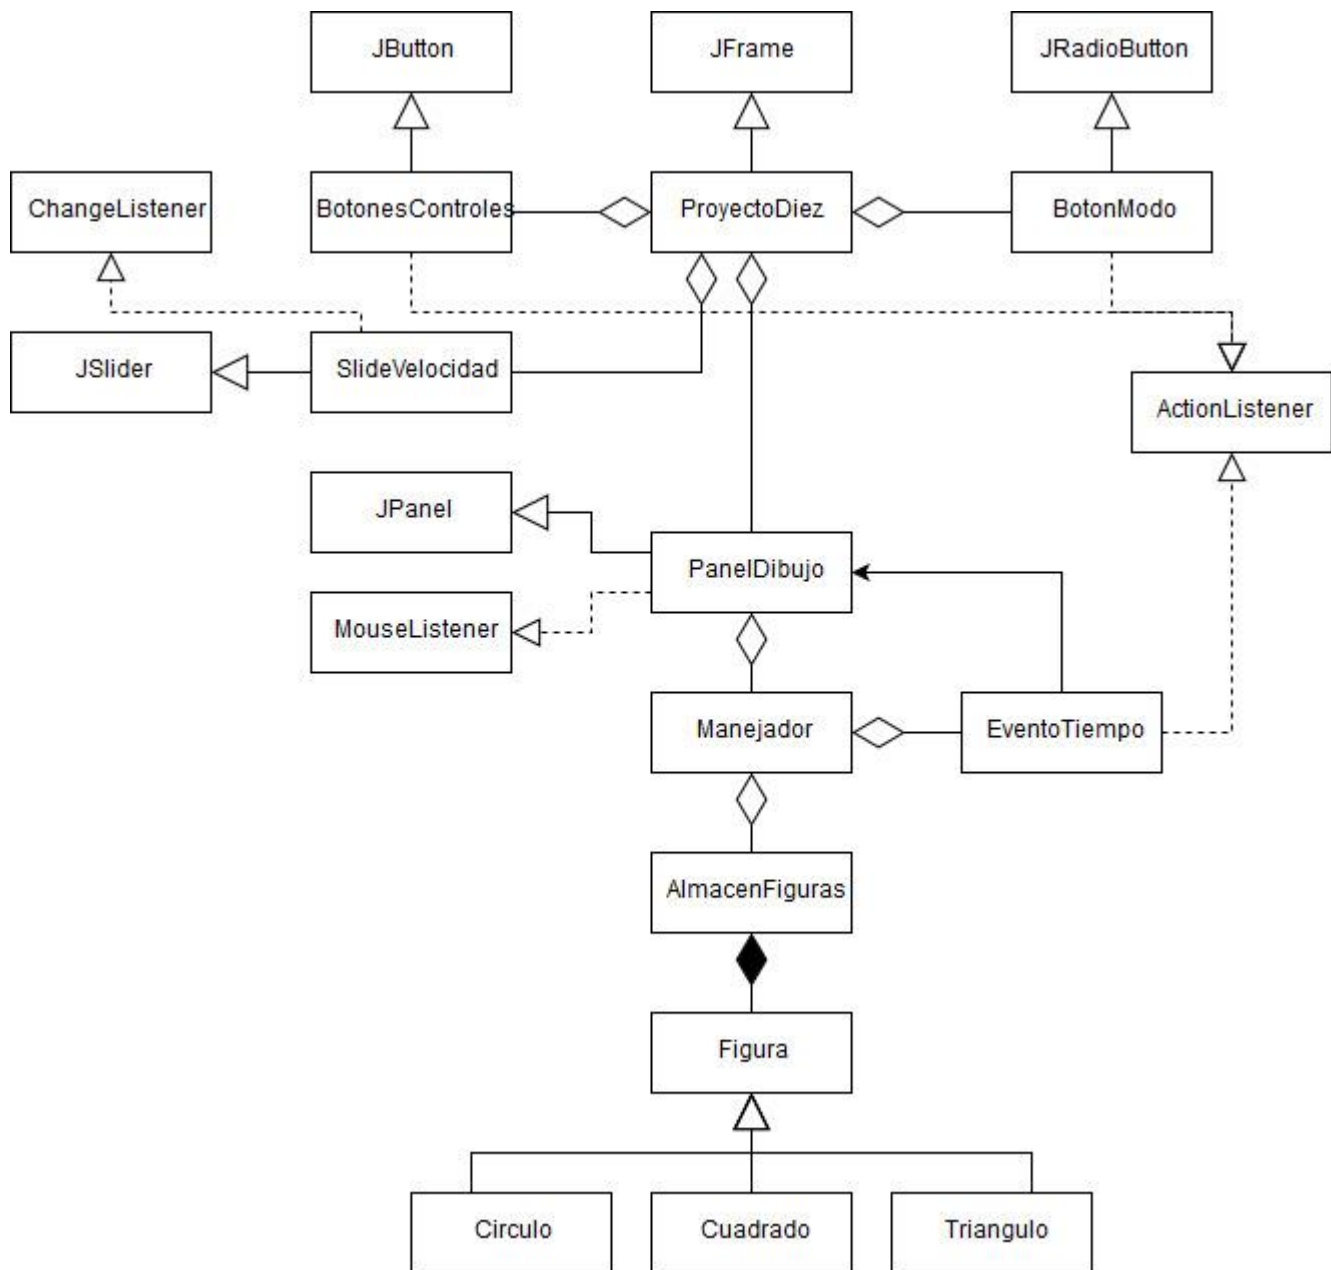 JButton
JFrame
JRadioButton
ChangeListener
BotonesControles
ProyectoDiez
BotonModo
JSlider
SlideVelocidad
ActionListener
JPanel
PanelDibujo
MouseListener
Manejador
EventoTiempo
AlmacenFiguras
Figura
Circulo
Cuadrado
Triangulo